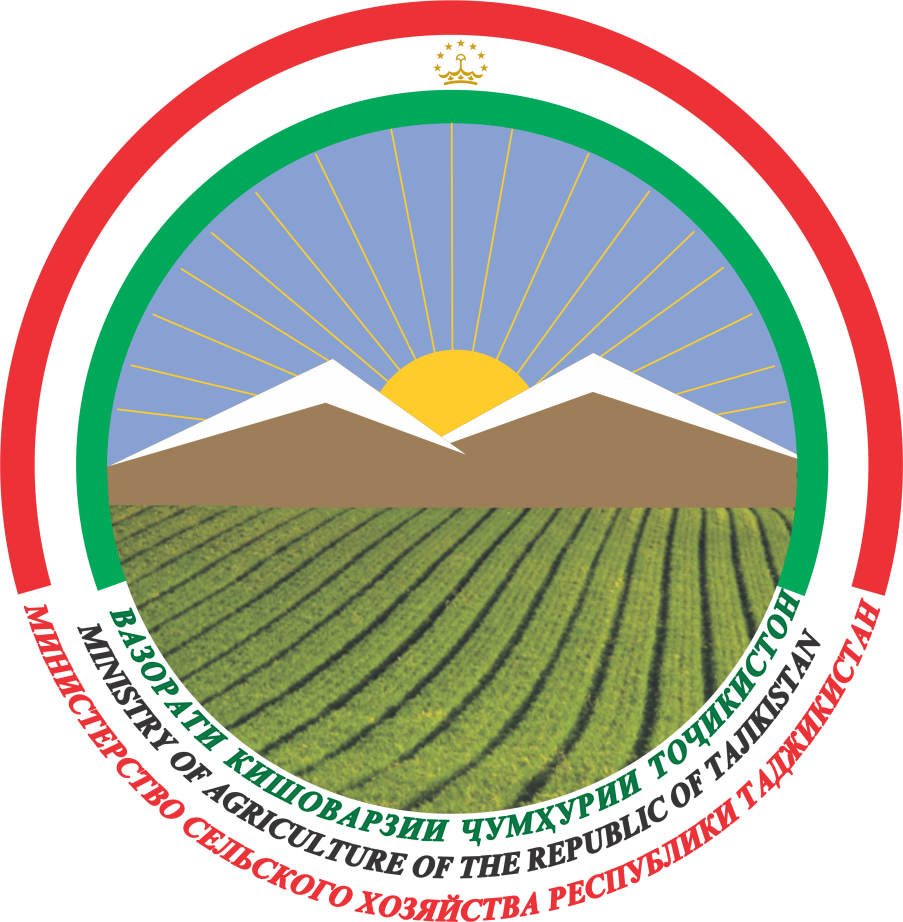 ВАЗОРАТИ КИШОВАРЗИИ ҶУМҲУРИИ ТОҶИКИСТОН
MINISTRY OF AGRICULTURE OF THE REPUBLIC OF TAJIKISTAN
МИНИСТЕРСТВО СЕЛЬСКОГО ХОЗЯЙСТВА РЕСПУБЛИКИ ТАДЖИКИСТАН